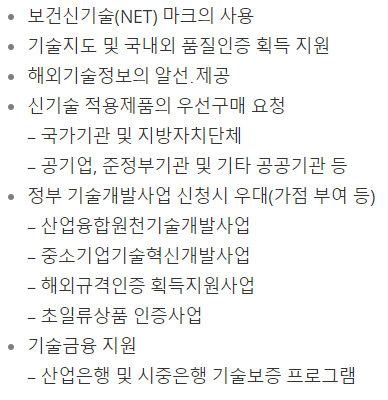 • 보건신기술(NET) 마크의 사용
• 기술지도 및 국내외 품질인증 획득 지원
• 해외기술정보의 알선.제공
• 신기술 적용제품의 우선구매 요청
– 국가기관 및 지방자치단체
– 공기업, 준정부기관 및 기타 공공기관 등
• 정부 기술개발사업 신청시 우대(가점 부여 등)
– 산업융합원천기술개발사업
– 중소기업기술혁신개발사업
– 해외규격인증 획득지원사업
– 초일류상품 인증사업
• 기술금융 지원
– 산업은행 및 시중은행 기술보증 프로그램